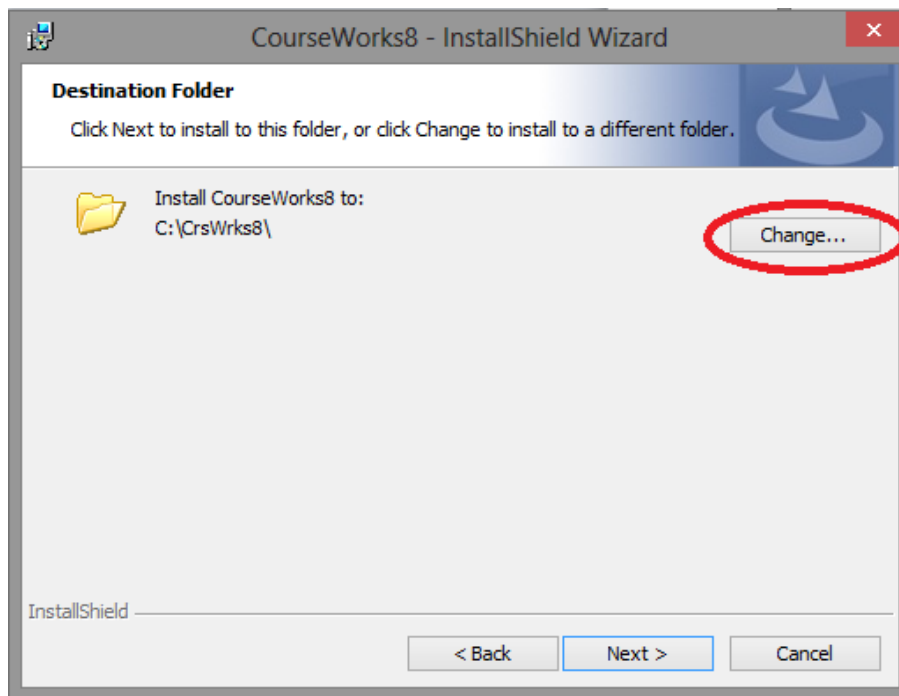 CourseWorks8 - InstallShield Wizard
Destination Folder
Click Next to install to this folder, or click Change to install to a different folder.
Install CourseWorks8 to:
C:\CrsWrks8\
Change...
InstallShield
< Back
Next >
Cancel